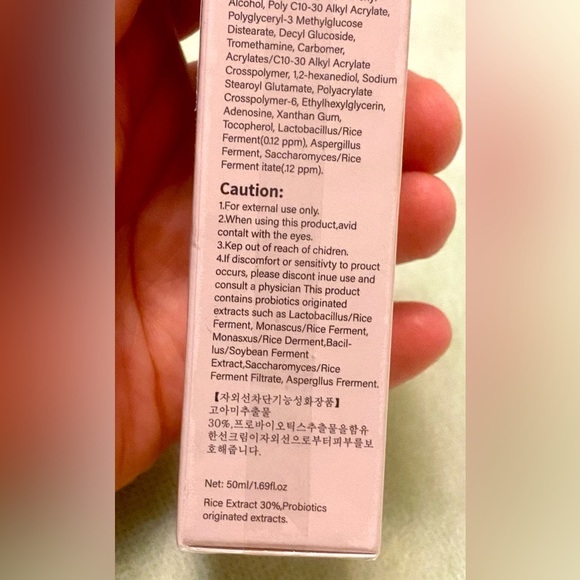 Alcohol, Poly C10-30 Alkyl Acrylate,
Polyglyceryl-3 Methylglucose
Distearate, Decyl Glucoside,
Tromethamine, Carbomer,
Acrylates/C10-30 Alkyl Acrylate
Crosspolymer, 1,2-hexanediol, Sodium
Stearoyl Glutamate, Polyacrylate
Crosspolymer-6, Ethylhexylglycerin,
Adenosine, Xanthan Gum,
Tocopherol, Lactobacillus/Rice
Ferment(0.12 ppm), Aspergillus
Ferment, Saccharomyces/Rice
Ferment itate(.12 ppm).
Caution:
1.For external use only.
2.When using this product,avid
contalt with the eyes.
3.Kep out of reach of chidren.
4.If discomfort or sensitivty to prouct
occurs, please discont inue use and
consult a physician This product
contains probiotics originated
extracts such as Lactobacillus/Rice
Ferment, Monascus/Rice Ferment,
Monasxus/Rice Derment,Bacil-
lus/Soybean Ferment
Extract,Saccharomyces/Rice
Ferment Filtrate, Aspergllus Frerment.
【자외선차단기능성화장품】
고아미추출물
30%,프로바이오틱스추출물을함유
한선크림이자외선으로부터피부를보
호해줍니다.
Net: 50ml/1.69fl.oz
Rice Extract 30%,Probiotics
originated extracts.